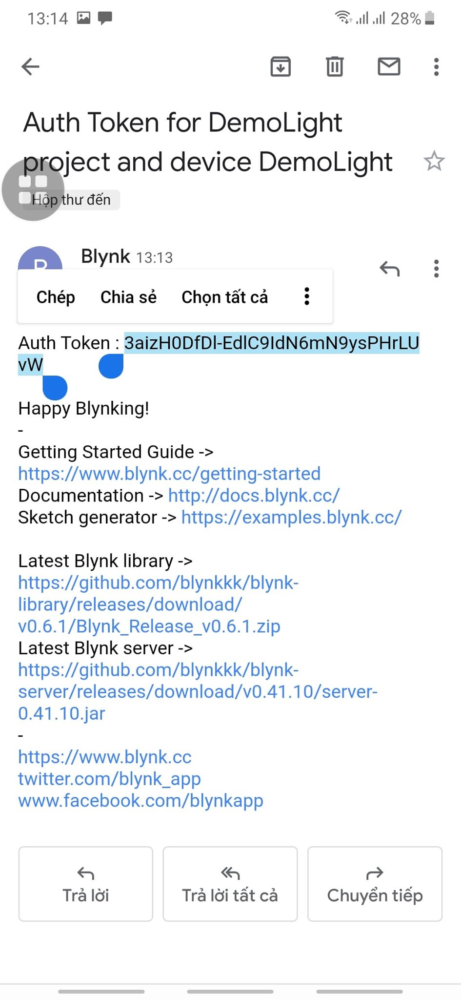 13:14 28%
Auth Token for DemoLight
project and device DemoLight
Hộp thư đến
Blynk 13:13
Chép Chia sẻ Chọn tất cả
Auth Token : 3aizH0DfDl-EdlC9IdN6mN9ysPHrLU
vW
Happy Blynking!
-
Getting Started Guide ->
https://www.blynk.cc/getting-started
Documentation -> http://docs.blynk.cc/
Sketch generator -> https://examples.blynk.cc/
Latest Blynk library ->
https://github.com/blynkkk/blynk-
library/releases/download/
v0.6.1/Blynk_Release_v0.6.1.zip
Latest Blynk server ->
https://github.com/blynkkk/blynk-
server/releases/download/v0.41.10/server-
0.41.10.jar
-
https://www.blynk.cc
twitter.com/blynk_app
www.facebook.com/blynkapp
Trả lời Trả lời tất cả Chuyển tiếp